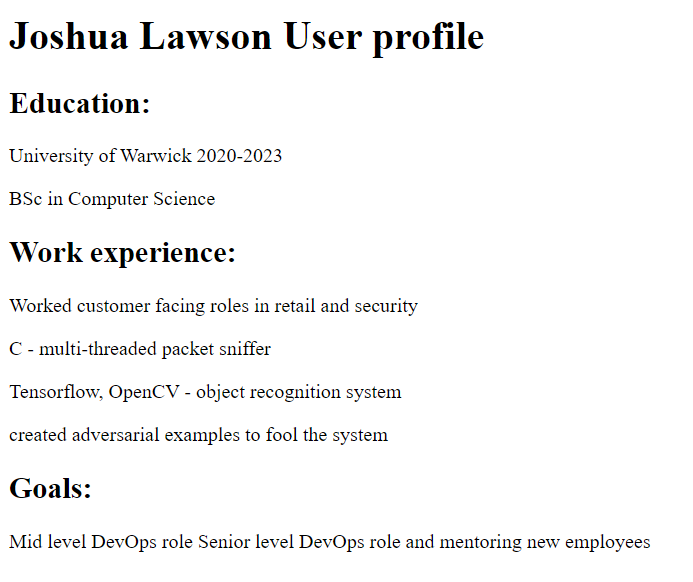 Joshua Lawson User profile
Education:
University of Warwick 2020-2023
BSc in Computer Science
Work experience:
Worked customer facing roles in retail and security
C - multi-threaded packet sniffer
Tensorflow, OpenCV - object recognition system
created adversarial examples to fool the system
Goals:
Mid level DevOps role Senior level DevOps role and mentoring new employees